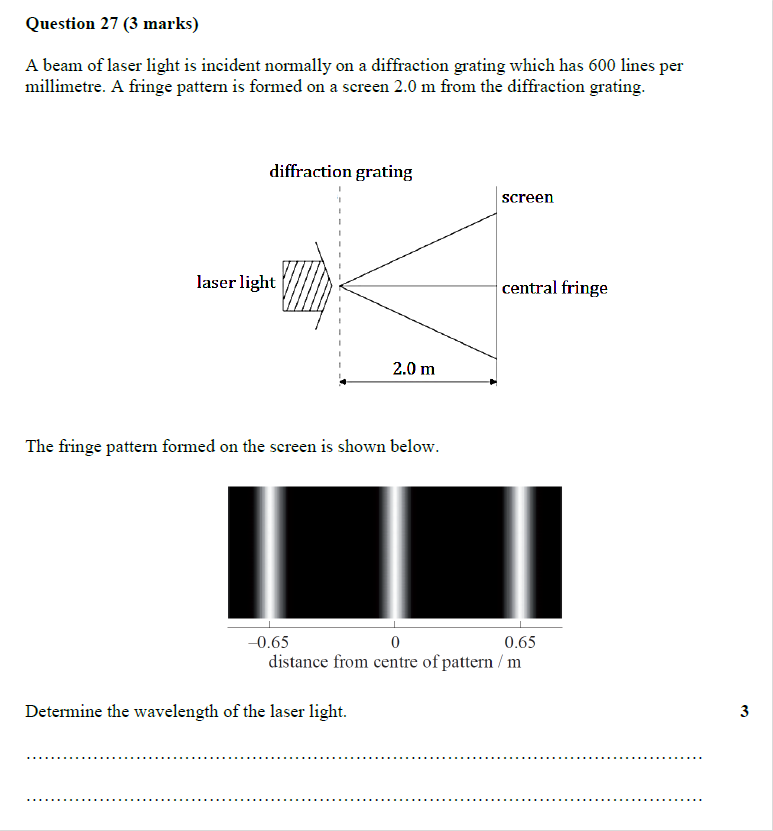 Question 27 (3 marks)
A beam of laser light is incident normally on a diffraction grating which has 600 lines per
millimetre. A fringe pattern is formed on a screen 2.0 m from the diffraction grating.
diffraction grating
screen
laser light
central fringe
2.0 m
The fringe pattern formed on the screen is shown below.
–0.65 0 0.65
distance from centre of pattern / m
Determine the wavelength of the laser light. 3